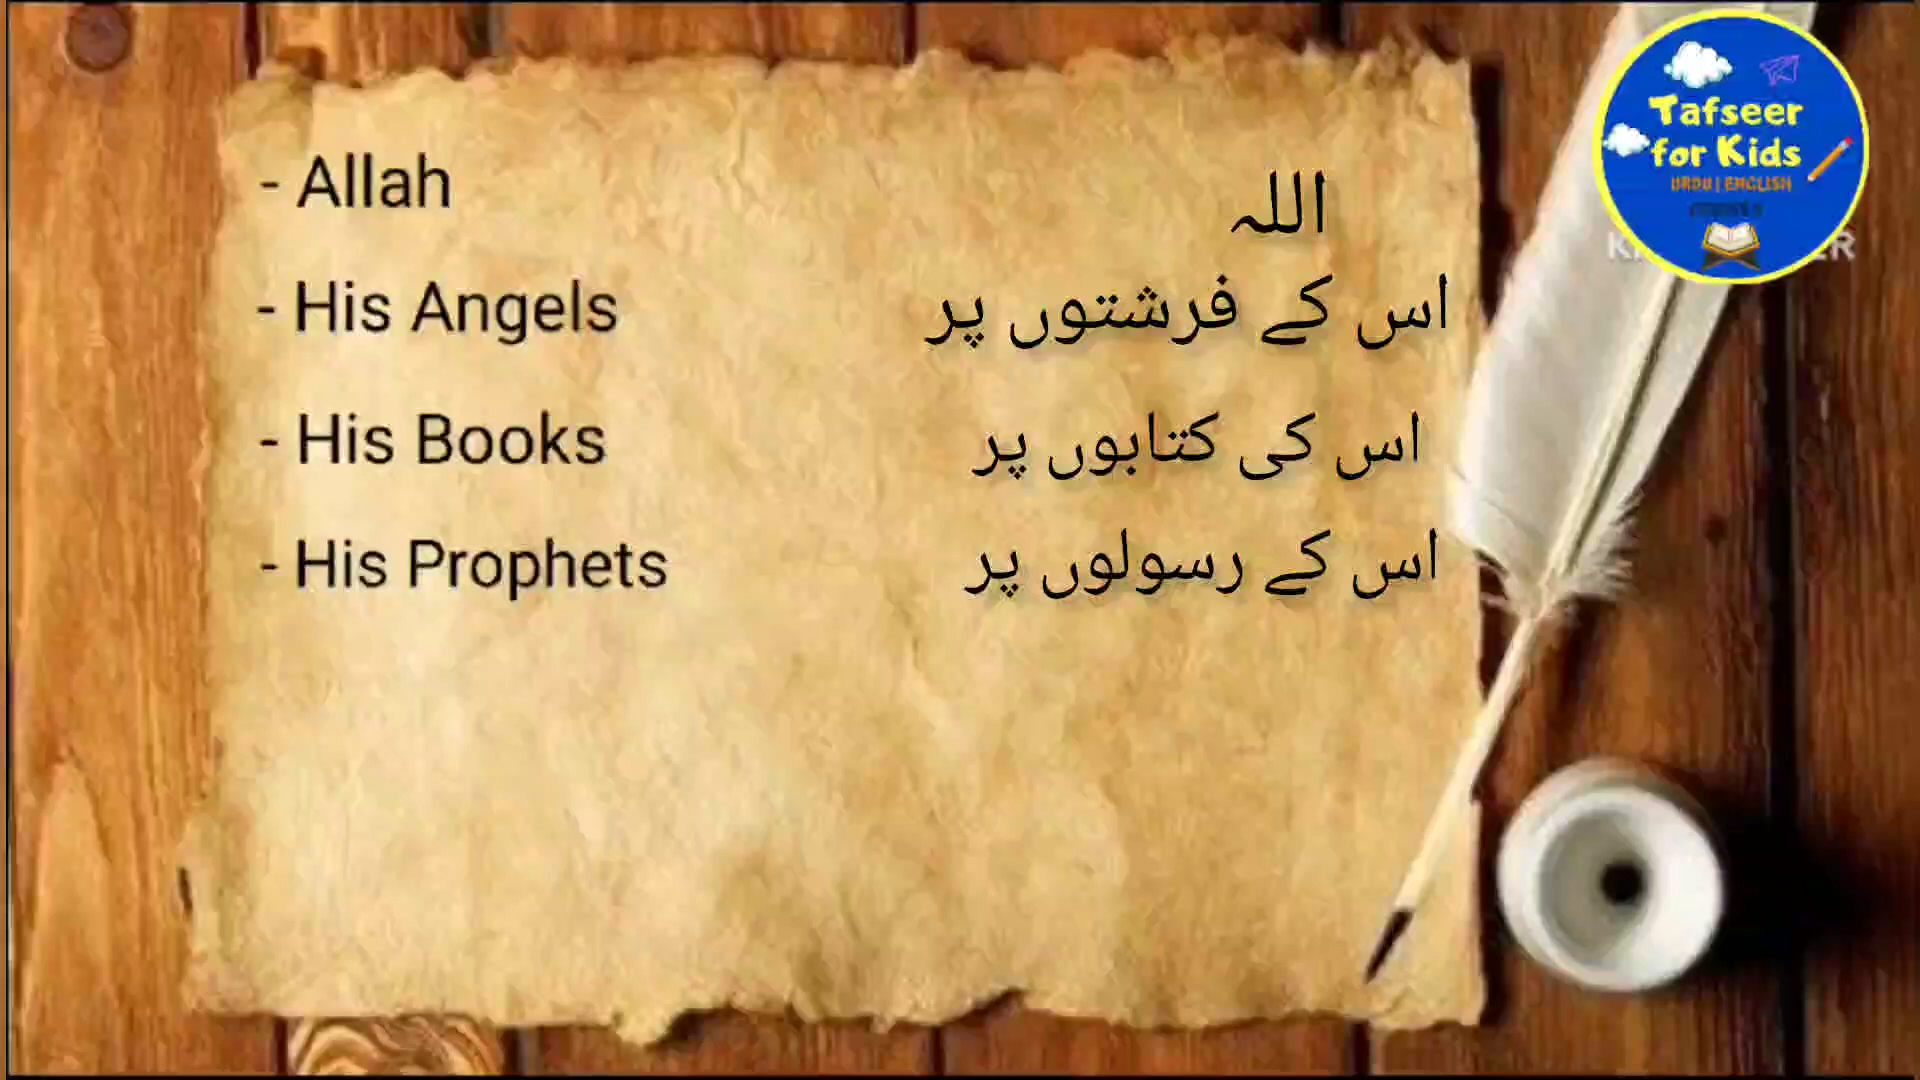 - Allah
اللہ
- His Angels
اس کے فرشتوں پر
- His Books
اس کی کتابوں پر
- His Prophets
اس کے رسولوں پر
Tafseer
for Kids
URDU | ENGLISH